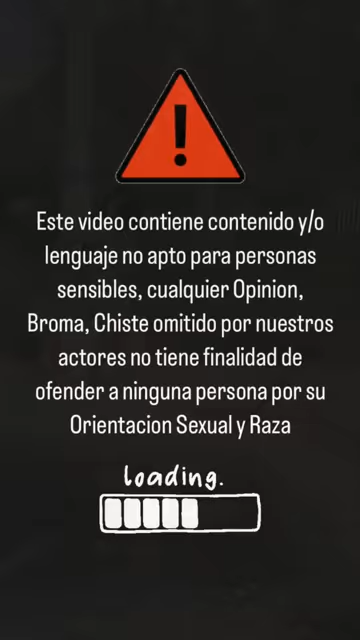 !
Este video contiene contenido y/o
lenguaje no apto para personas
sensibles, cualquier Opinion,
Broma, Chiste omitido por nuestros
actores no tiene finalidad de
ofender a ninguna persona por su
Orientacion Sexual y Raza
loading.